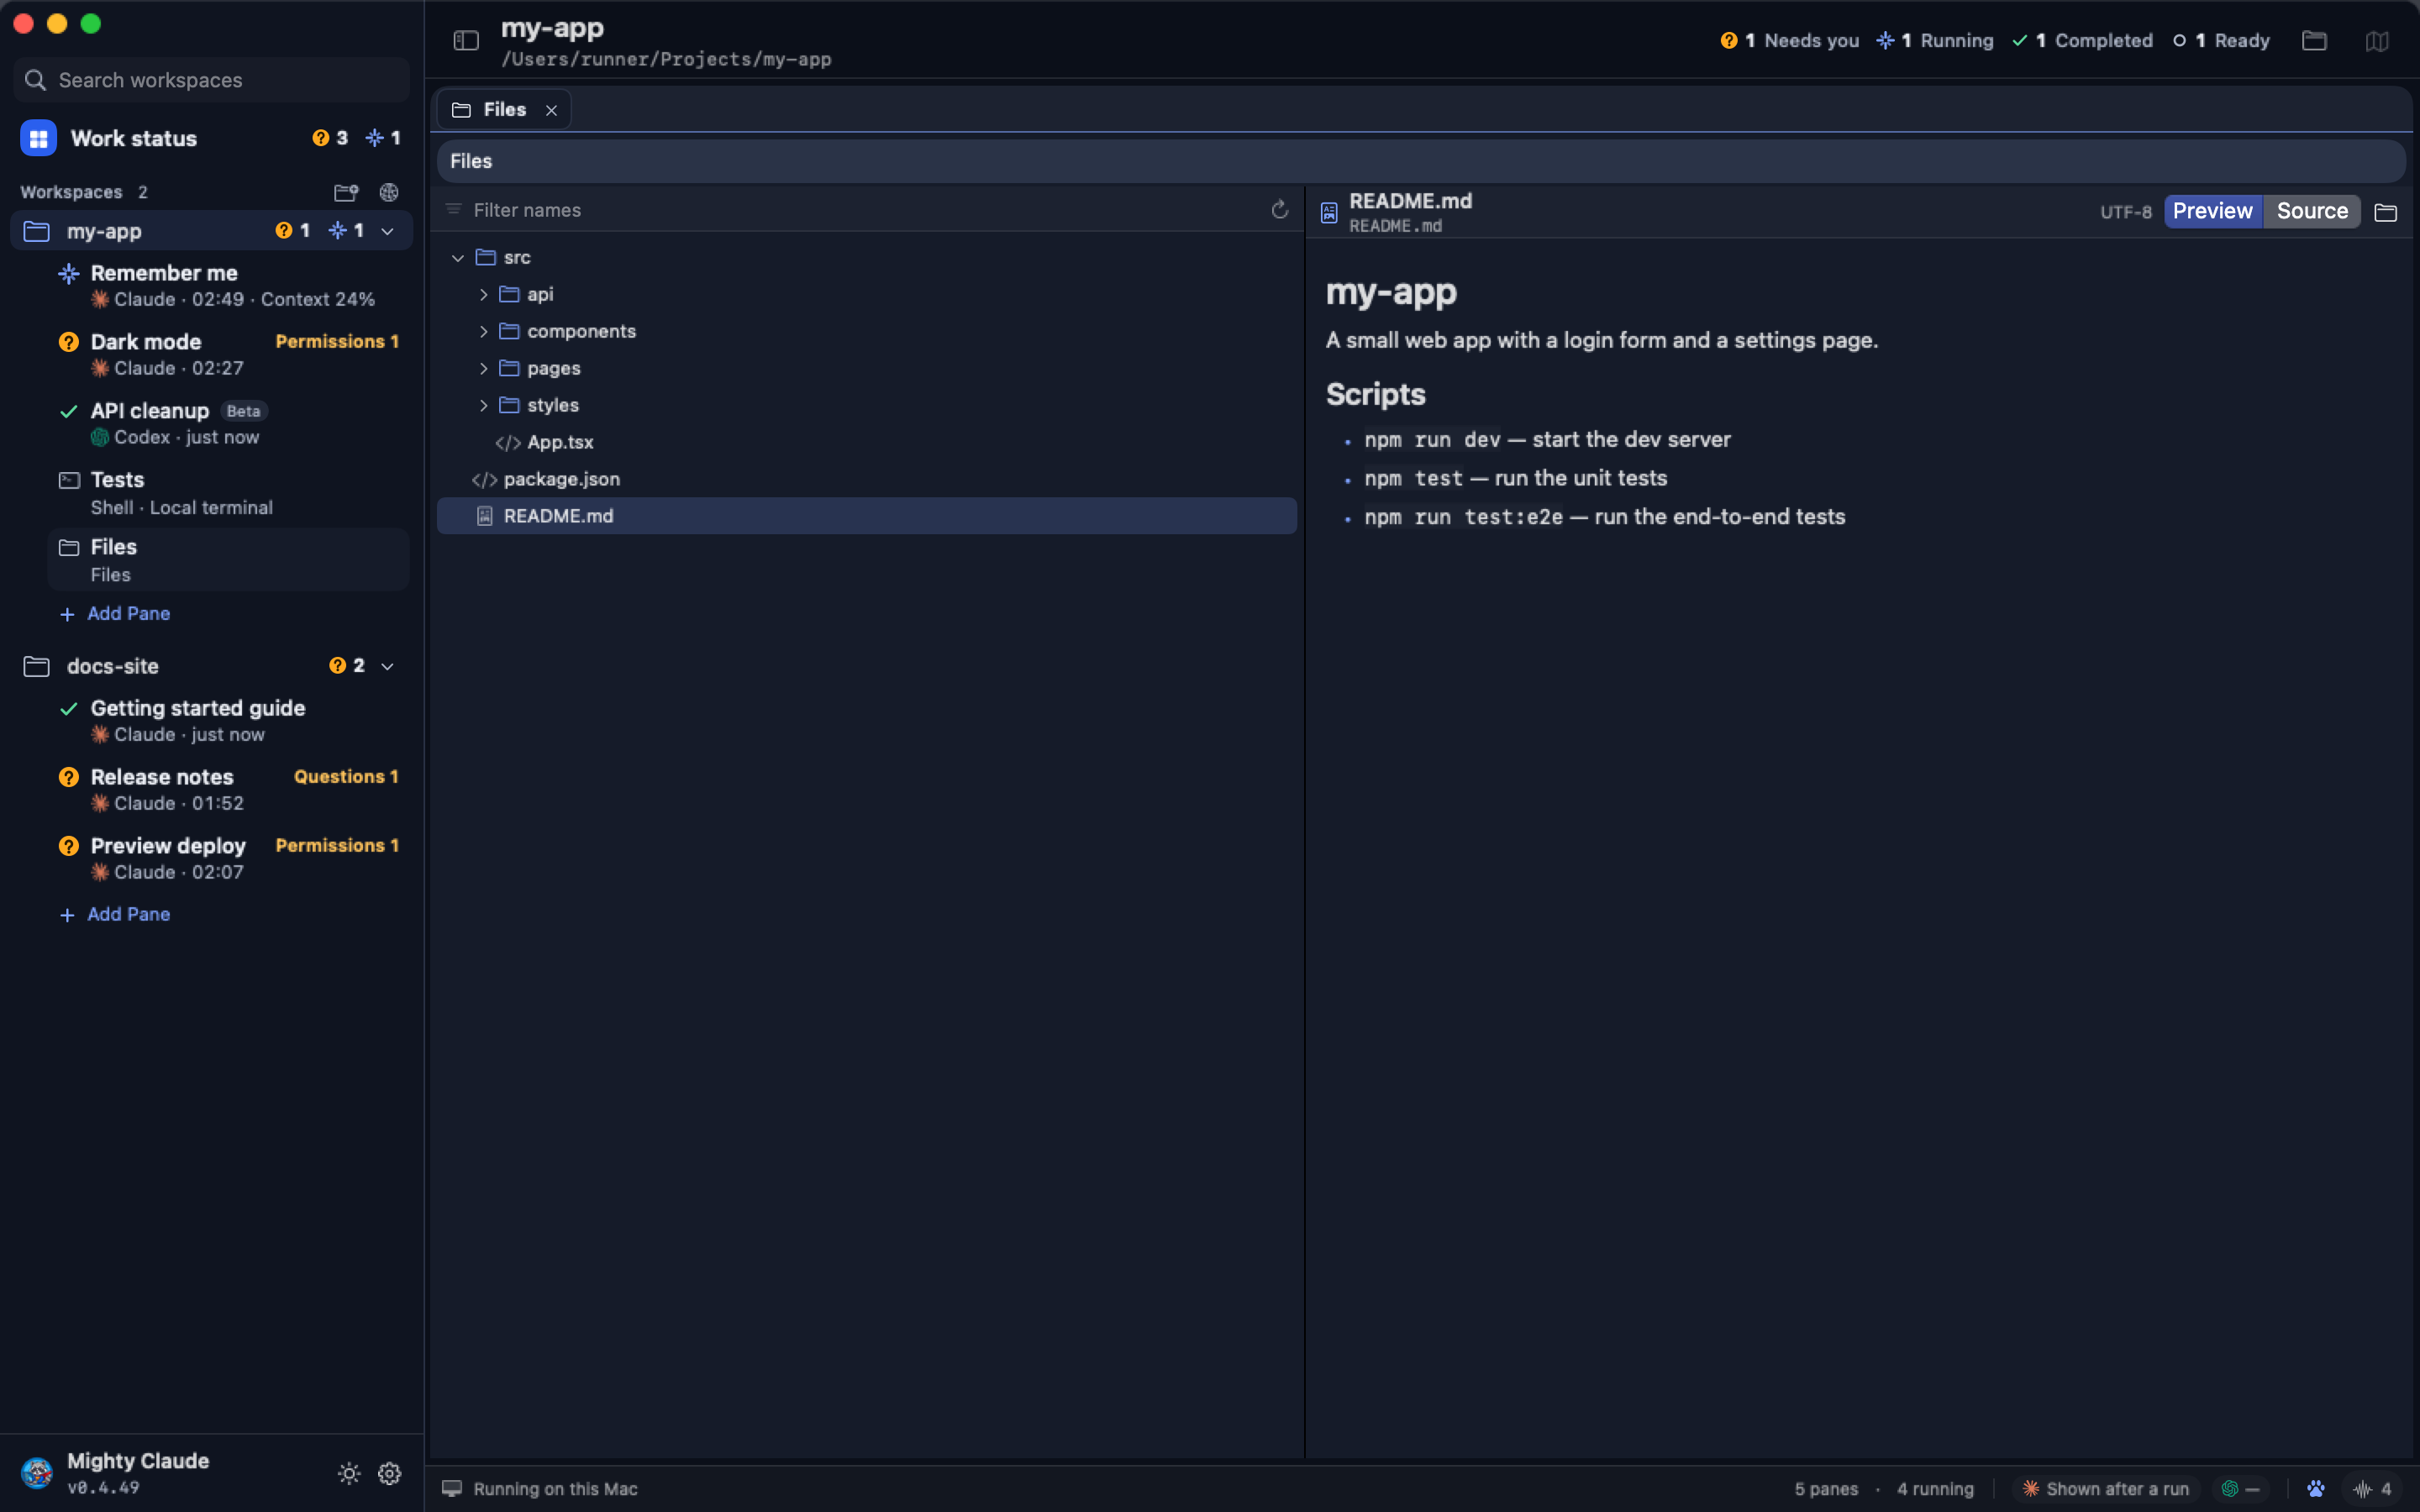 Search workspaces
Work status 3 1
Workspaces 2
my-app 1 1
Remember me
Claude · 02:49 · Context 24%
Dark mode Permissions 1
Claude · 02:27
API cleanup Beta
Codex · just now
Tests
Shell · Local terminal
Files
Files
+ Add Pane
docs-site 2
Getting started guide
Claude · just now
Release notes Questions 1
Claude · 01:52
Preview deploy Permissions 1
Claude · 02:07
+ Add Pane
Mighty Claude
v0.4.49
my-app
/Users/runner/Projects/my-app
1 Needs you 1 Running 1 Completed 1 Ready
Files
Files
Filter names
src
api
components
pages
styles
App.tsx
package.json
README.md
README.md
README.md
UTF-8 Preview Source
my-app
A small web app with a login form and a settings page.
Scripts
• npm run dev — start the dev server
• npm test — run the unit tests
• npm run test:e2e — run the end-to-end tests
Running on this Mac
5 panes · 4 running Shown after a run — 4